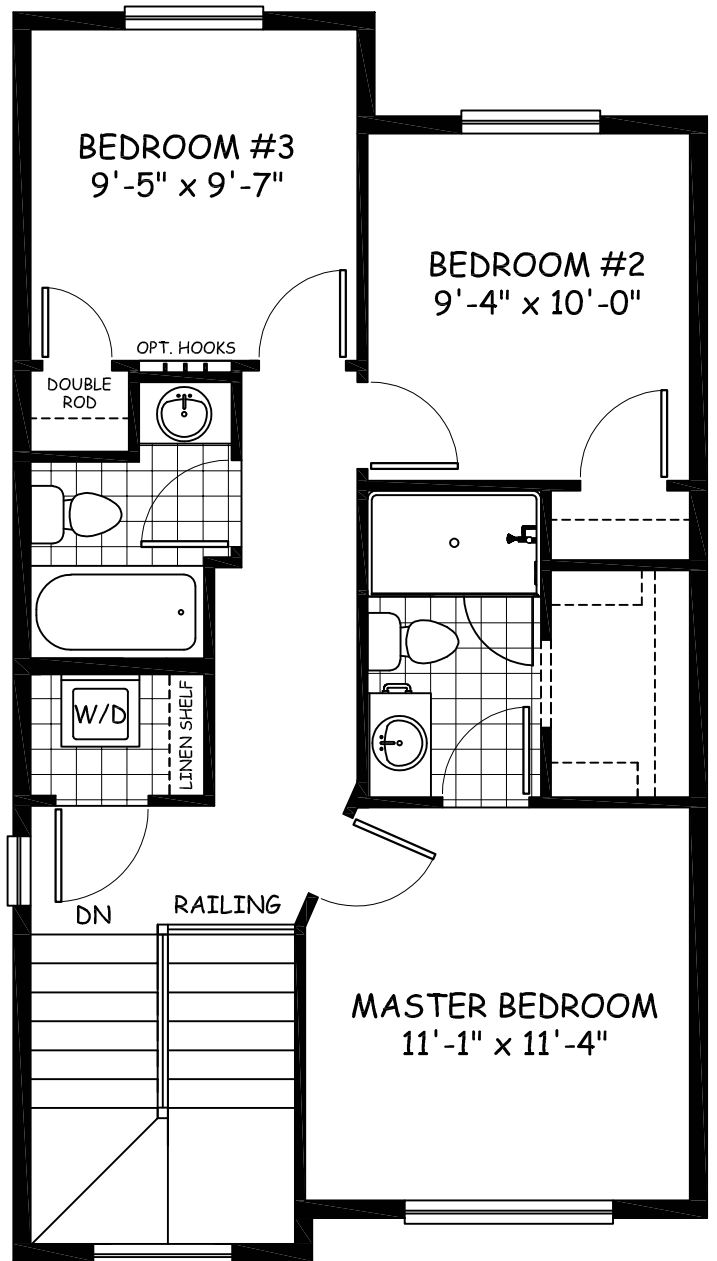 BEDROOM #3
9'-5" x 9'-7"
BEDROOM #2
9'-4" x 10'-0"
OPT. HOOKS
DOUBLE
ROD
W/D
LINEN SHELF
DN
RAILING
MASTER BEDROOM
11'-1" x 11'-4"